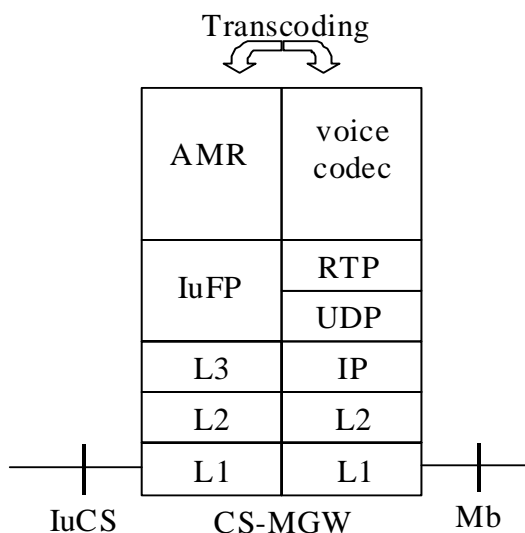 Transcoding
AMR
voice
codec
IuFP
RTP
UDP
L3
IP
L2
L2
L1
L1
IuCS
CS-MGW
Mb